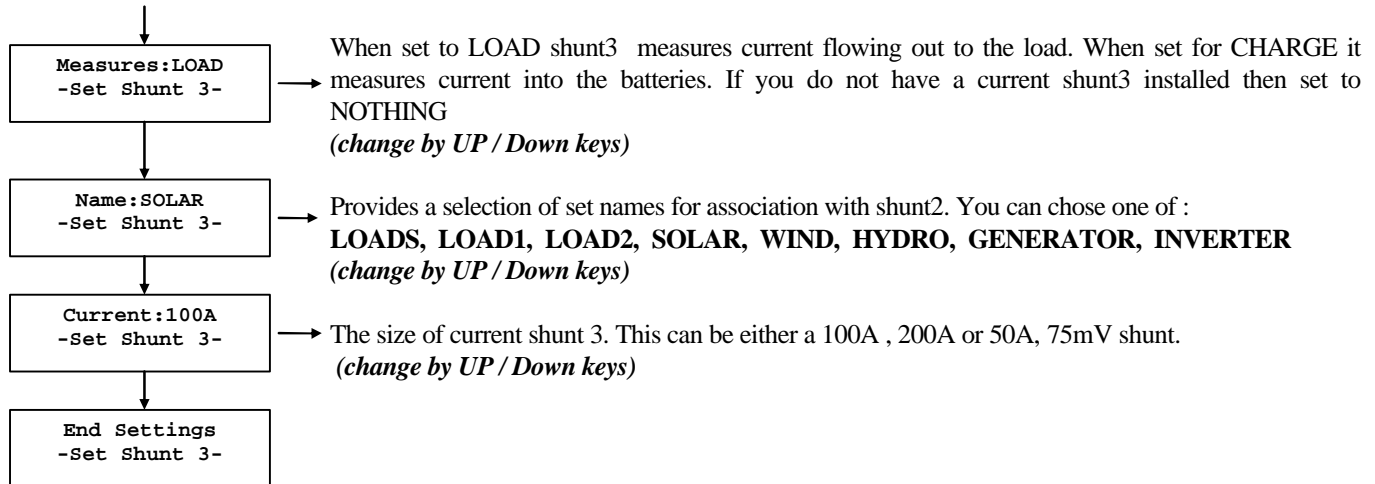 Measures:LOAD
-Set Shunt 3-
When set to LOAD shunt3 measures current flowing out to the load. When set for CHARGE it
measures current into the batteries. If you do not have a current shunt3 installed then set to
NOTHING
(change by UP / Down keys)
Name:SOLAR
-Set Shunt 3-
Provides a selection of set names for association with shunt2. You can chose one of :
LOADS, LOAD1, LOAD2, SOLAR, WIND, HYDRO, GENERATOR, INVERTER
(change by UP / Down keys)
Current:100A
-Set Shunt 3-
The size of current shunt 3. This can be either a 100A , 200A or 50A, 75mV shunt.
(change by UP / Down keys)
End Settings
-Set Shunt 3-